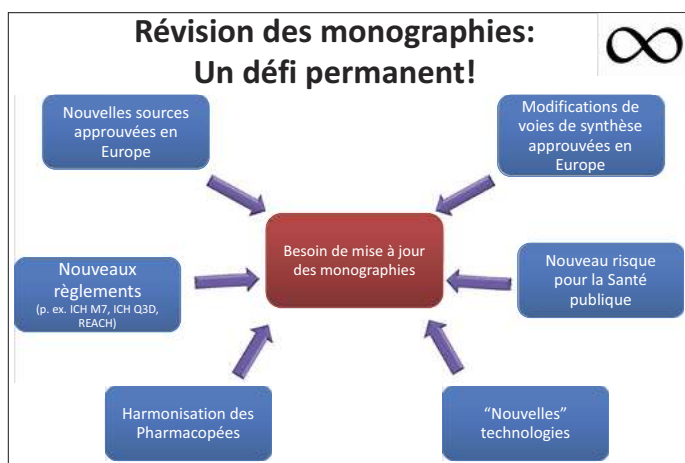 Révision des monographies:
Un défi permanent!
∞
Nouvelles sources
approuvées en
Europe
Modifications de
voies de synthèse
approuvées en
Europe
Besoin de mise à jour
des monographies
Nouveaux
règlements
(p. ex. ICH M7, ICH Q3D,
REACH)
Nouveau risque
pour la Santé
publique
Harmonisation des
Pharmacopées
“Nouvelles”
technologies